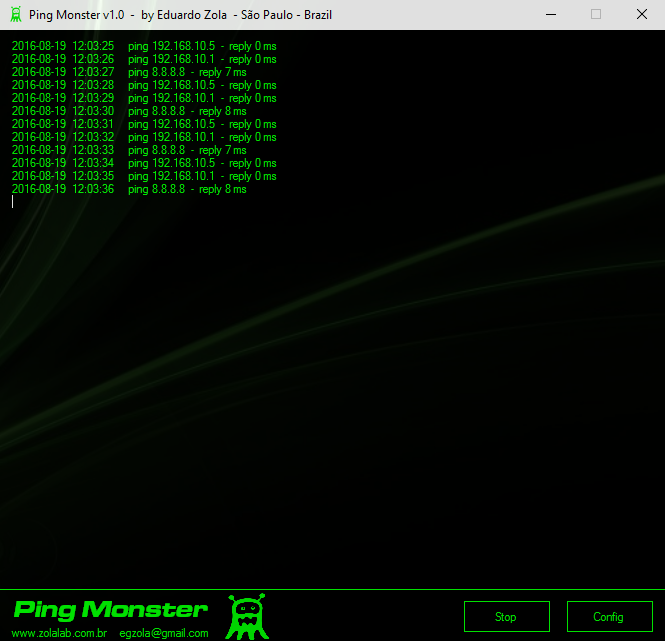 Ping Monster v1.0 - by Eduardo Zola - São Paulo - Brazil
2016-08-19 12:03:25 ping 192.168.10.5 - reply 0 ms
2016-08-19 12:03:26 ping 192.168.10.1 - reply 0 ms
2016-08-19 12:03:27 ping 8.8.8.8 - reply 7 ms
2016-08-19 12:03:28 ping 192.168.10.5 - reply 0 ms
2016-08-19 12:03:29 ping 192.168.10.1 - reply 0 ms
2016-08-19 12:03:30 ping 8.8.8.8 - reply 8 ms
2016-08-19 12:03:31 ping 192.168.10.5 - reply 0 ms
2016-08-19 12:03:32 ping 192.168.10.1 - reply 0 ms
2016-08-19 12:03:33 ping 8.8.8.8 - reply 7 ms
2016-08-19 12:03:34 ping 192.168.10.5 - reply 0 ms
2016-08-19 12:03:35 ping 192.168.10.1 - reply 0 ms
2016-08-19 12:03:36 ping 8.8.8.8 - reply 8 ms
Ping Monster
www.zolalab.com.br egzola@gmail.com
Stop
Config